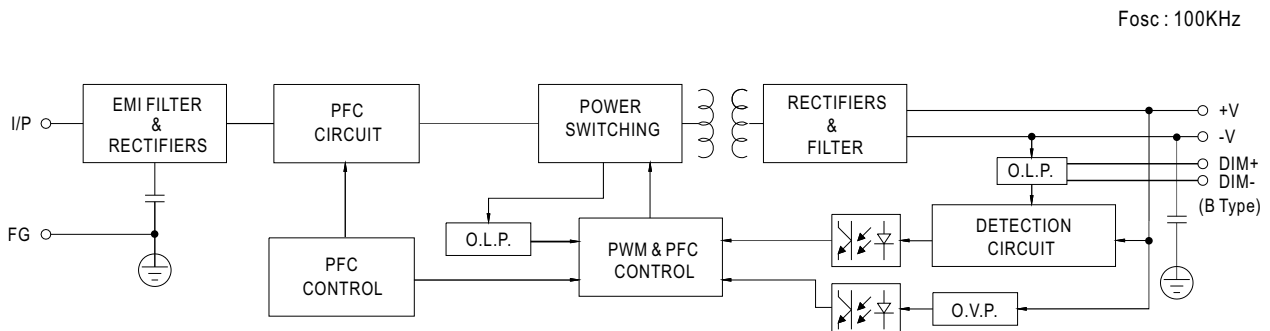 Fosc : 100KHz
I/P
EMI FILTER
&
RECTIFIERS
PFC
CIRCUIT
POWER
SWITCHING
RECTIFIERS
&
FILTER
+V
-V
DIM+
DIM-
(B Type)
O.L.P.
FG
O.L.P.
PFC
CONTROL
PWM & PFC
CONTROL
DETECTION
CIRCUIT
O.V.P.